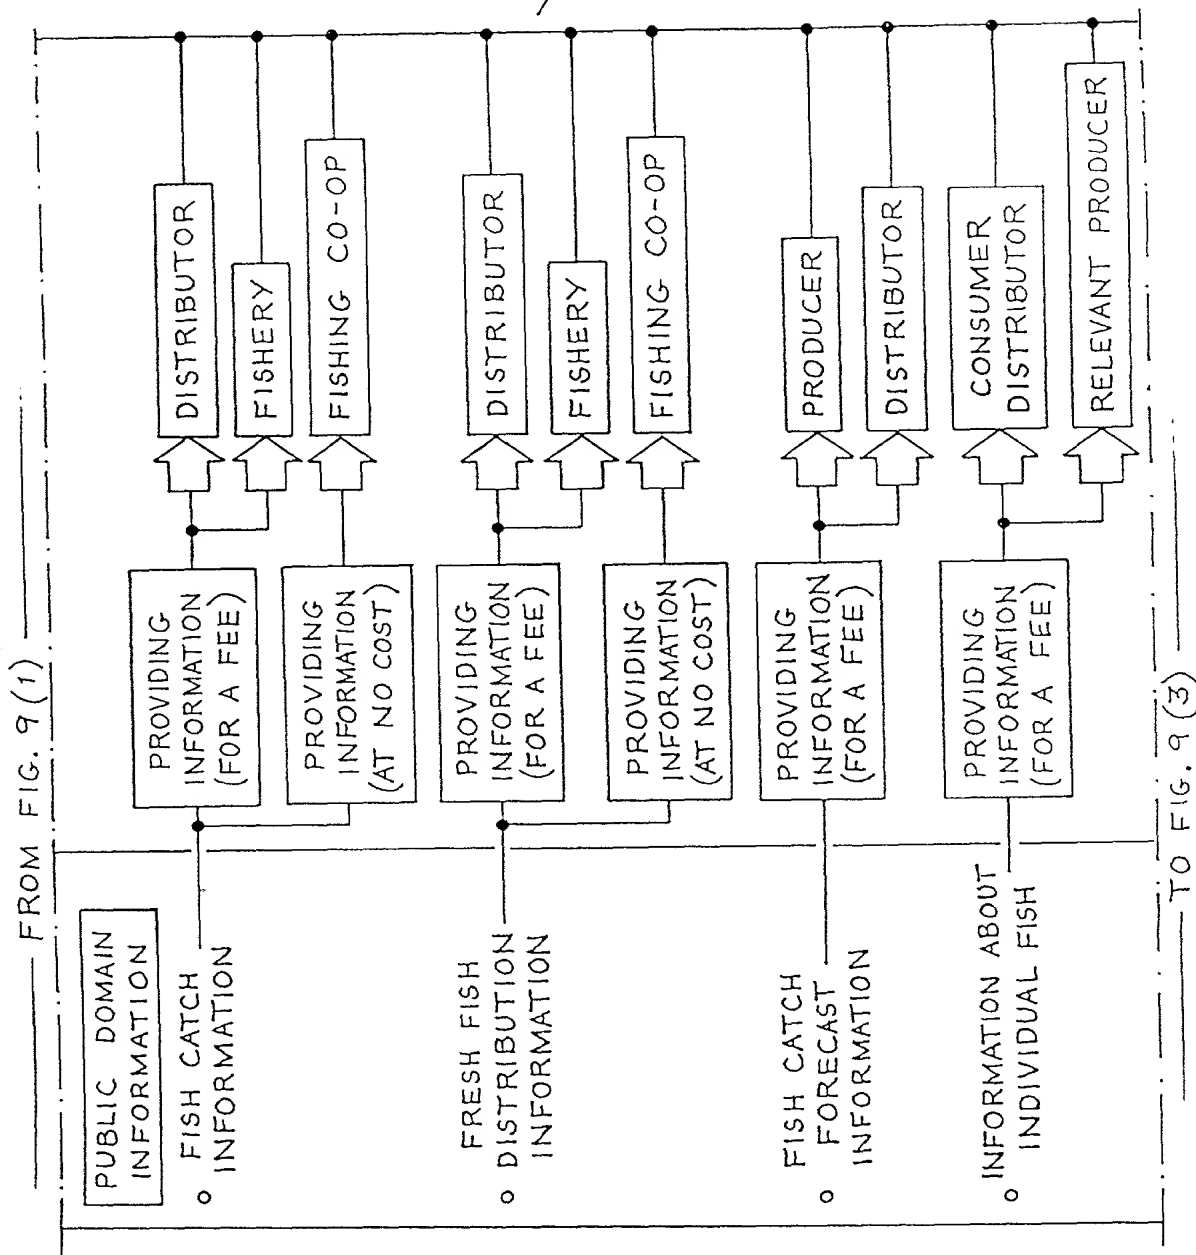 FROM FIG. 9(1)
PUBLIC DOMAIN
INFORMATION
FISH CATCH
INFORMATION
PROVIDING
INFORMATION
(FOR A FEE)
DISTRIBUTOR
FISHERY
PROVIDING
INFORMATION
(AT NO COST)
FISHING CO-OP
FRESH FISH
DISTRIBUTION
INFORMATION
PROVIDING
INFORMATION
(FOR A FEE)
DISTRIBUTOR
FISHERY
PROVIDING
INFORMATION
(AT NO COST)
FISHING CO-OP
FISH CATCH
FORECAST
INFORMATION
PROVIDING
INFORMATION
(FOR A FEE)
PRODUCER
DISTRIBUTOR
INFORMATION ABOUT
INDIVIDUAL FISH
PROVIDING
INFORMATION
(FOR A FEE)
CONSUMER
DISTRIBUTOR
RELEVANT PRODUCER
TO FIG. 9(3)